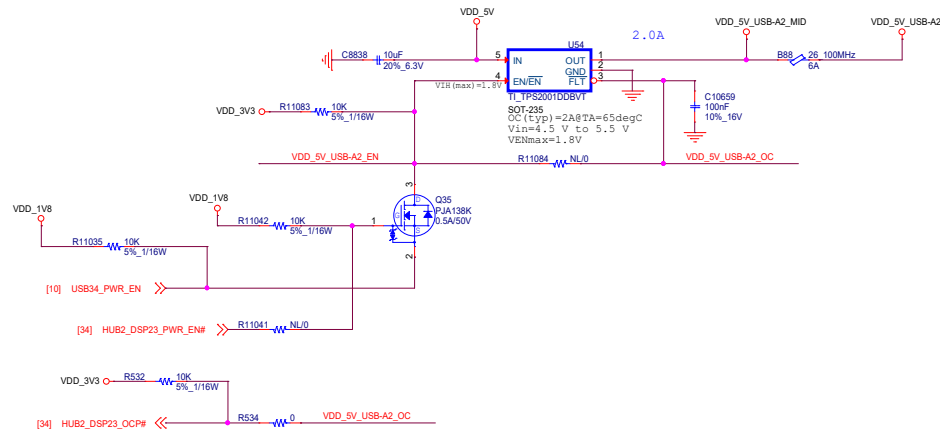 VDD_5V
VDD_5V_USB-A2_MID
VDD_5V_USB-A2
2.0A
U54
C8838
10uF
20%_6.3V
5
IN
OUT
1
GND
2
4
EN/EN
FLT
3
B88
26_100MHz
6A
VIH(max)=1.8V
TI_TPS2001DDBVT
SOT-235
OC(typ)=2A@TA=65degC
Vin=4.5 V to 5.5 V
VENmax=1.8V
C10659
100nF
10%_16V
VDD_3V3
R11083
10K
5%_1/16W
VDD_5V_USB-A2_EN
R11084
NL/0
VDD_5V_USB-A2_OC
3
D
Q35
PJA138K
0.5A/50V
G
S
1
2
VDD_1V8
VDD_1V8
R11042
10K
5%_1/16W
R11035
10K
5%_1/16W
[10]
USB34_PWR_EN
[34]
HUB2_DSP23_PWR_EN#
R11041
NL/0
VDD_3V3
R532
10K
5%_1/16W
[34]
HUB2_DSP23_OCP#
R534
0
VDD_5V_USB-A2_OC